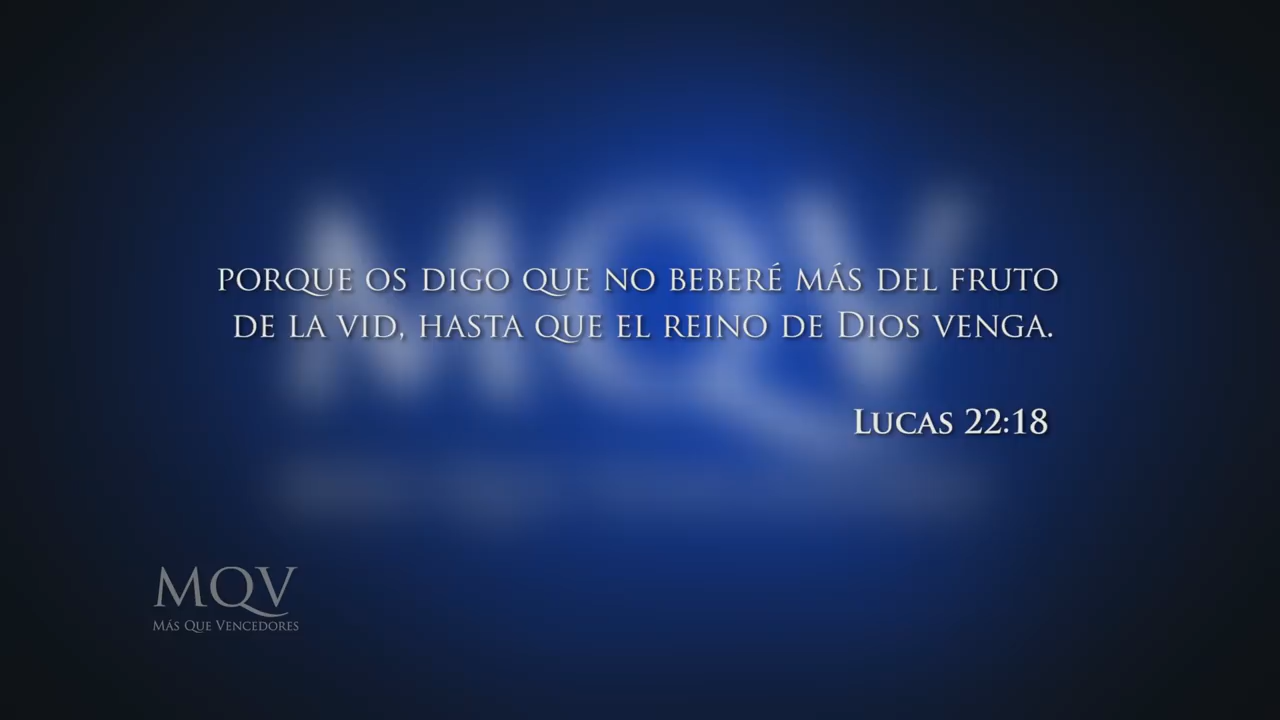 PORQUE OS DIGO QUE NO BEBERÉ MÁS DEL FRUTO
DE LA VID, HASTA QUE EL REINO DE DIOS VENGA.
LUCAS 22:18
MQV
MÁS QUE VENCEDORES